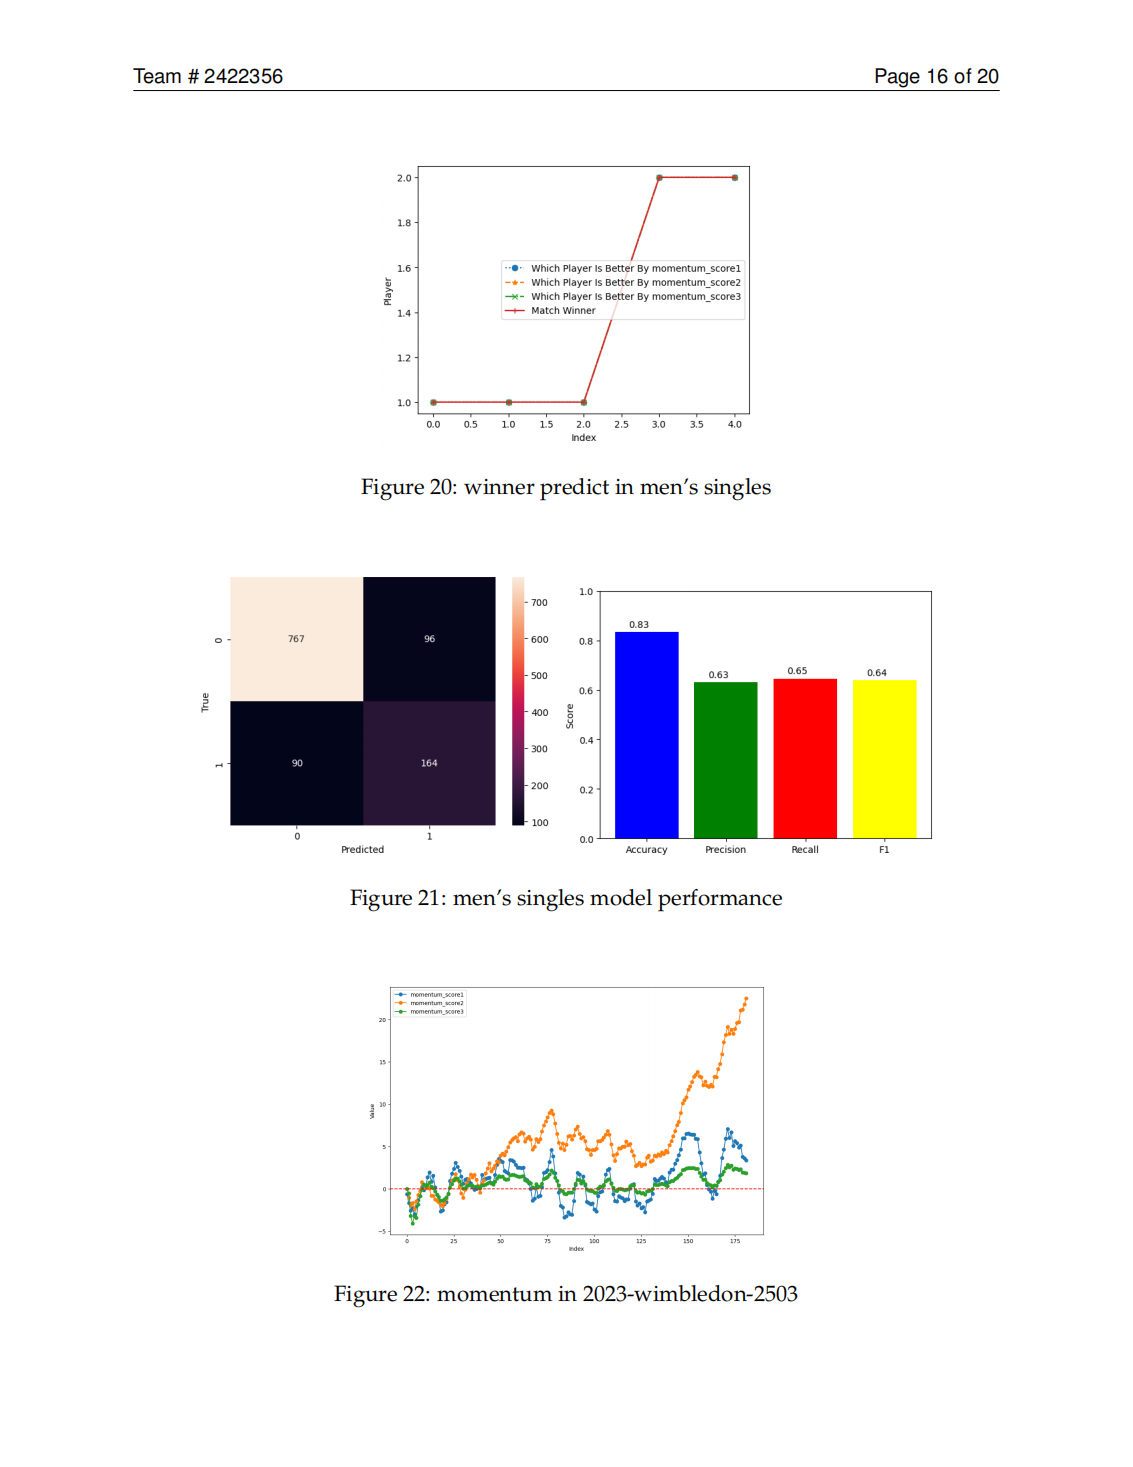 Team # 2422356
Page 16 of 20
2.0
1.8
1.6
1.4
1.2
1.0
Player
Which Player Is Better By momentum_score1
Which Player Is Better By momentum_score2
Which Player Is Better By momentum_score3
Match Winner
0.0 0.5 1.0 1.5 2.0 2.5 3.0 3.5 4.0
Index
Figure 20: winner predict in men's singles
767 96
90 164
0
1
True
0 1
Predicted
700
600
500
400
300
200
100
1.0
0.8
0.6
0.4
0.2
0.0
Score
0.83
0.63
0.65
0.64
Accuracy Precision Recall F1
Figure 21: men's singles model performance
momentum_score1
momentum_score2
momentum_score3
20
15
10
5
0
−5
Value
0 25 50 75 100 125 150 175
Index
Figure 22: momentum in 2023-wimbledon-2503